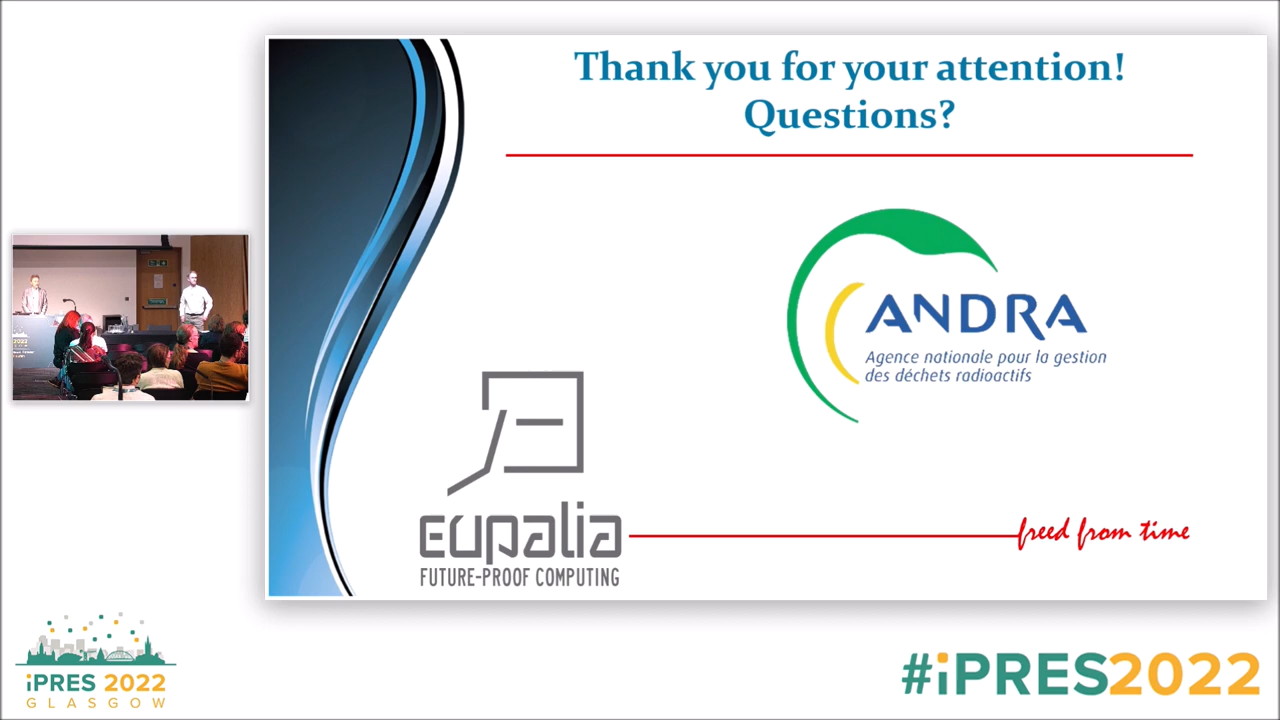 Thank you for your attention!
Questions?
ANDRA
Agence nationale pour la gestion
des déchets radioactifs
eupalia
FUTURE-PROOF COMPUTING
freed from time
iPRES 2022
GLASGOW
#iPRES2022